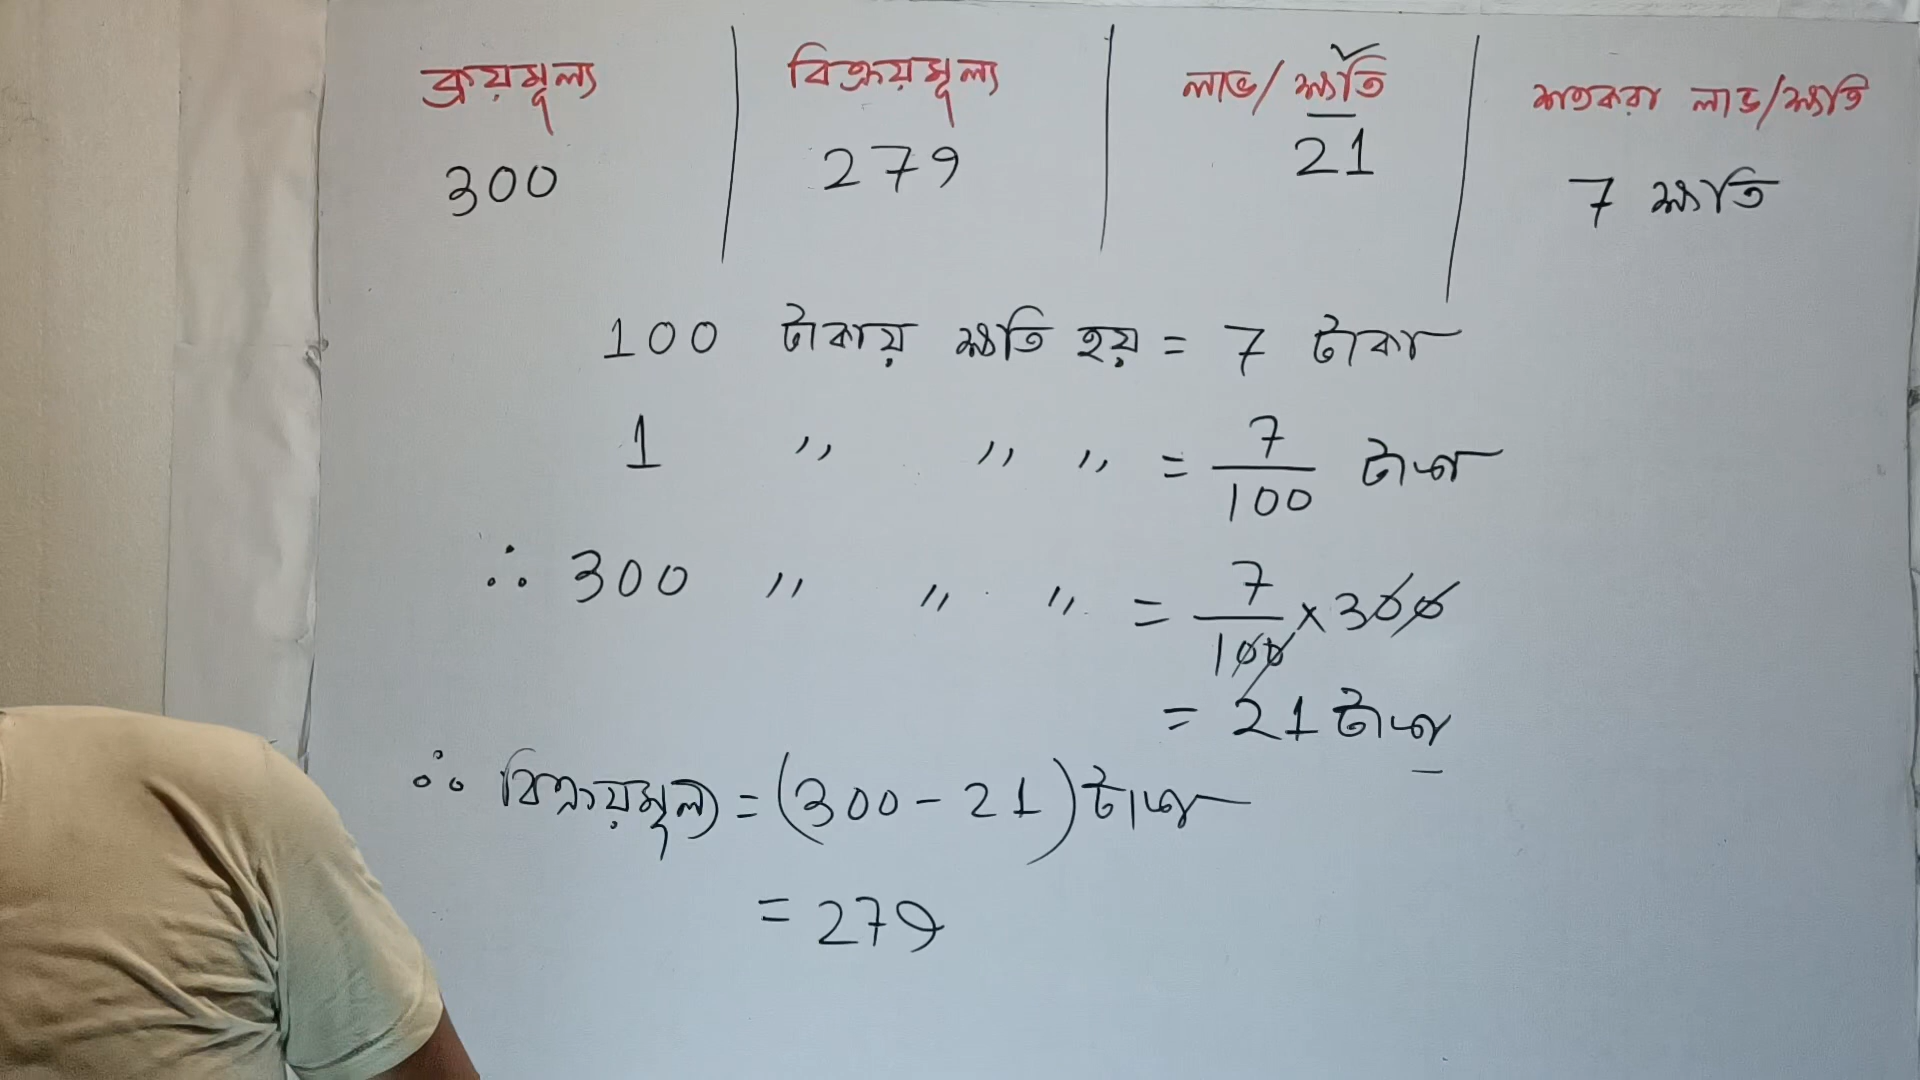 ক্রয়মূল্য বিক্রয়মূল্য লাভ/ক্ষতি শতকরা লাভ/ক্ষতি
300 279 21 7 ক্ষতি
100 টাকায় ক্ষতি হয় = 7 টাকা
1 " " " = 7/100 টাকা
∴ 300 " " " = 7/100 × 300
= 21 টাকা
∴ বিক্রয়মূল্য = (300 - 21) টাকা
= 279